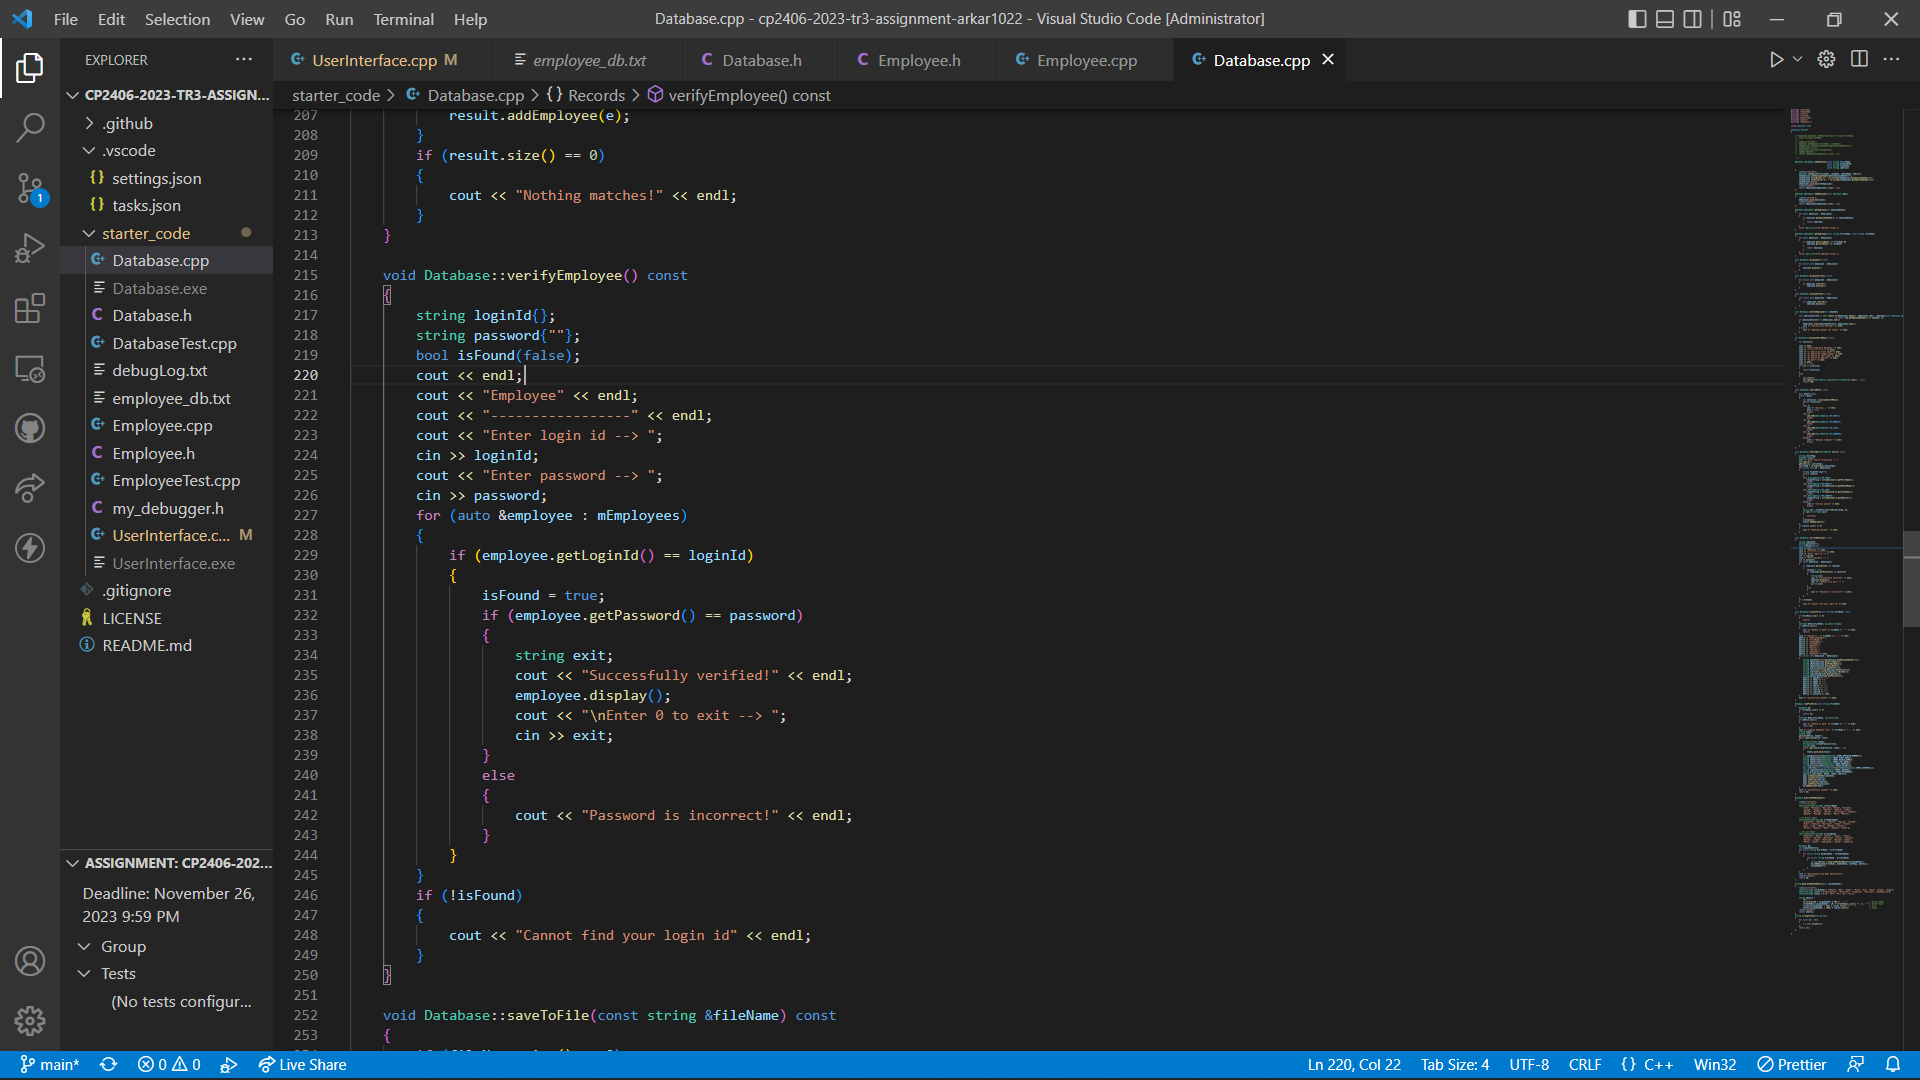 File Edit Selection View Go Run Terminal Help
Database.cpp - cp2406-2023-tr3-assignment-arkar1022 - Visual Studio Code [Administrator]
EXPLORER
UserInterface.cpp M
employee_db.txt
Database.h
Employee.h
Employee.cpp
Database.cpp
starter_code > Database.cpp > {} Records > verifyEmployee() const
CP2406-2023-TR3-ASSIGN...
.github
.vscode
settings.json
tasks.json
starter_code
Database.cpp
Database.exe
Database.h
DatabaseTest.cpp
debugLog.txt
employee_db.txt
Employee.cpp
Employee.h
EmployeeTest.cpp
my_debugger.h
UserInterface.c... M
UserInterface.exe
.gitignore
LICENSE
README.md
1
ASSIGNMENT: CP2406-202...
Deadline: November 26,
2023 9:59 PM
Group
Tests
(No tests configur...
207 result.addEmployee(e);
208 }
209 if (result.size() == 0)
210 {
211 cout << "Nothing matches!" << endl;
212 }
213 }
214
215 void Database::verifyEmployee() const
216 {
217 string loginId{};
218 string password{""};
219 bool isFound(false);
220 cout << endl;
221 cout << "Employee" << endl;
222 cout << "-----------------" << endl;
223 cout << "Enter login id --> ";
224 cin >> loginId;
225 cout << "Enter password --> ";
226 cin >> password;
227 for (auto &employee : mEmployees)
228 {
229 if (employee.getLoginId() == loginId)
230 {
231 isFound = true;
232 if (employee.getPassword() == password)
233 {
234 string exit;
235 cout << "Successfully verified!" << endl;
236 employee.display();
237 cout << "\nEnter 0 to exit --> ";
238 cin >> exit;
239 }
240 else
241 {
242 cout << "Password is incorrect!" << endl;
243 }
244 }
245 }
246 if (!isFound)
247 {
248 cout << "Cannot find your login id" << endl;
249 }
250 }
251
252 void Database::saveToFile(const string &fileName) const
253 {
main* 0 0 Live Share
Ln 220, Col 22 Tab Size: 4 UTF-8 CRLF {} C++ Win32 Prettier